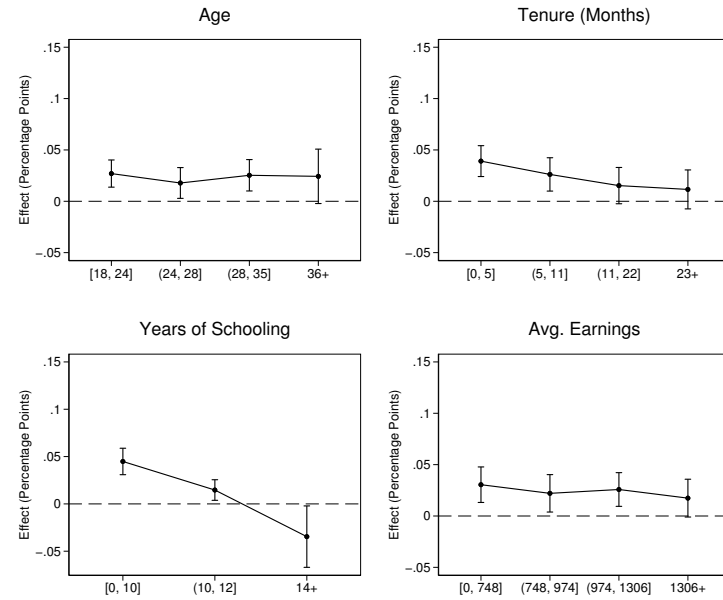 Age
Effect (Percentage Points)
.15
.1
.05
0
−.05
[18, 24] (24, 28] (28, 35] 36+
Tenure (Months)
Effect (Percentage Points)
.15
.1
.05
0
−.05
[0, 5] (5, 11] (11, 22] 23+
Years of Schooling
Effect (Percentage Points)
.15
.1
.05
0
−.05
[0, 10] (10, 12] 14+
Avg. Earnings
Effect (Percentage Points)
.15
.1
.05
0
−.05
[0, 748] (748, 974] (974, 1306] 1306+